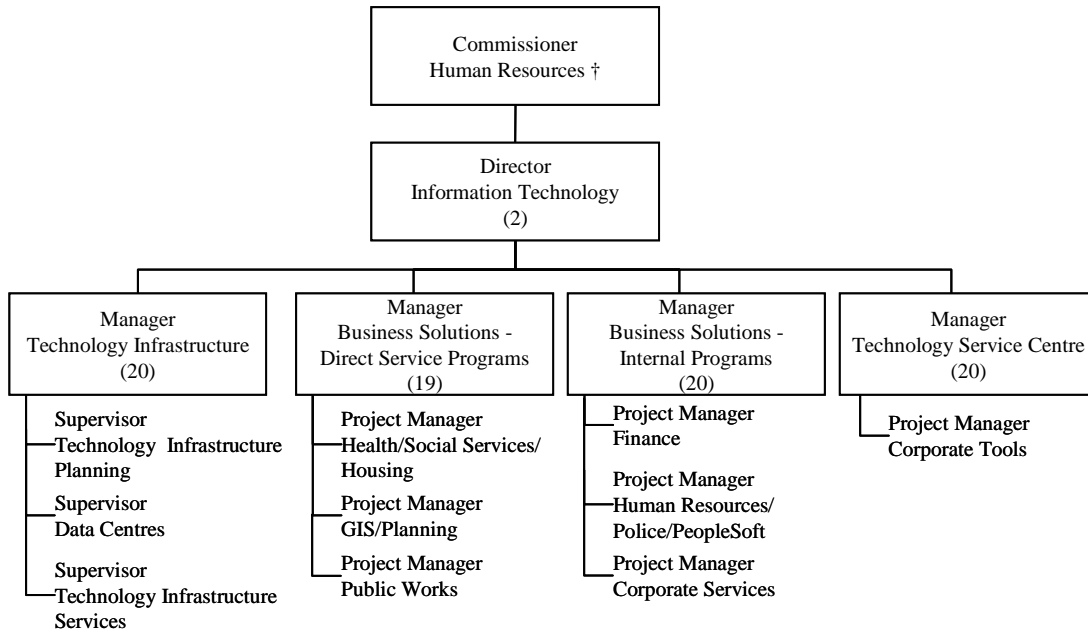 Commissioner
Human Resources †
Director
Information Technology
(2)
Manager
Technology Infrastructure
(20)
Supervisor
Technology Infrastructure
Planning
Supervisor
Data Centres
Supervisor
Technology Infrastructure
Services
Manager
Business Solutions -
Direct Service Programs
(19)
Project Manager
Health/Social Services/
Housing
Project Manager
GIS/Planning
Project Manager
Public Works
Manager
Business Solutions -
Internal Programs
(20)
Project Manager
Finance
Project Manager
Human Resources/
Police/PeopleSoft
Project Manager
Corporate Services
Manager
Technology Service Centre
(20)
Project Manager
Corporate Tools